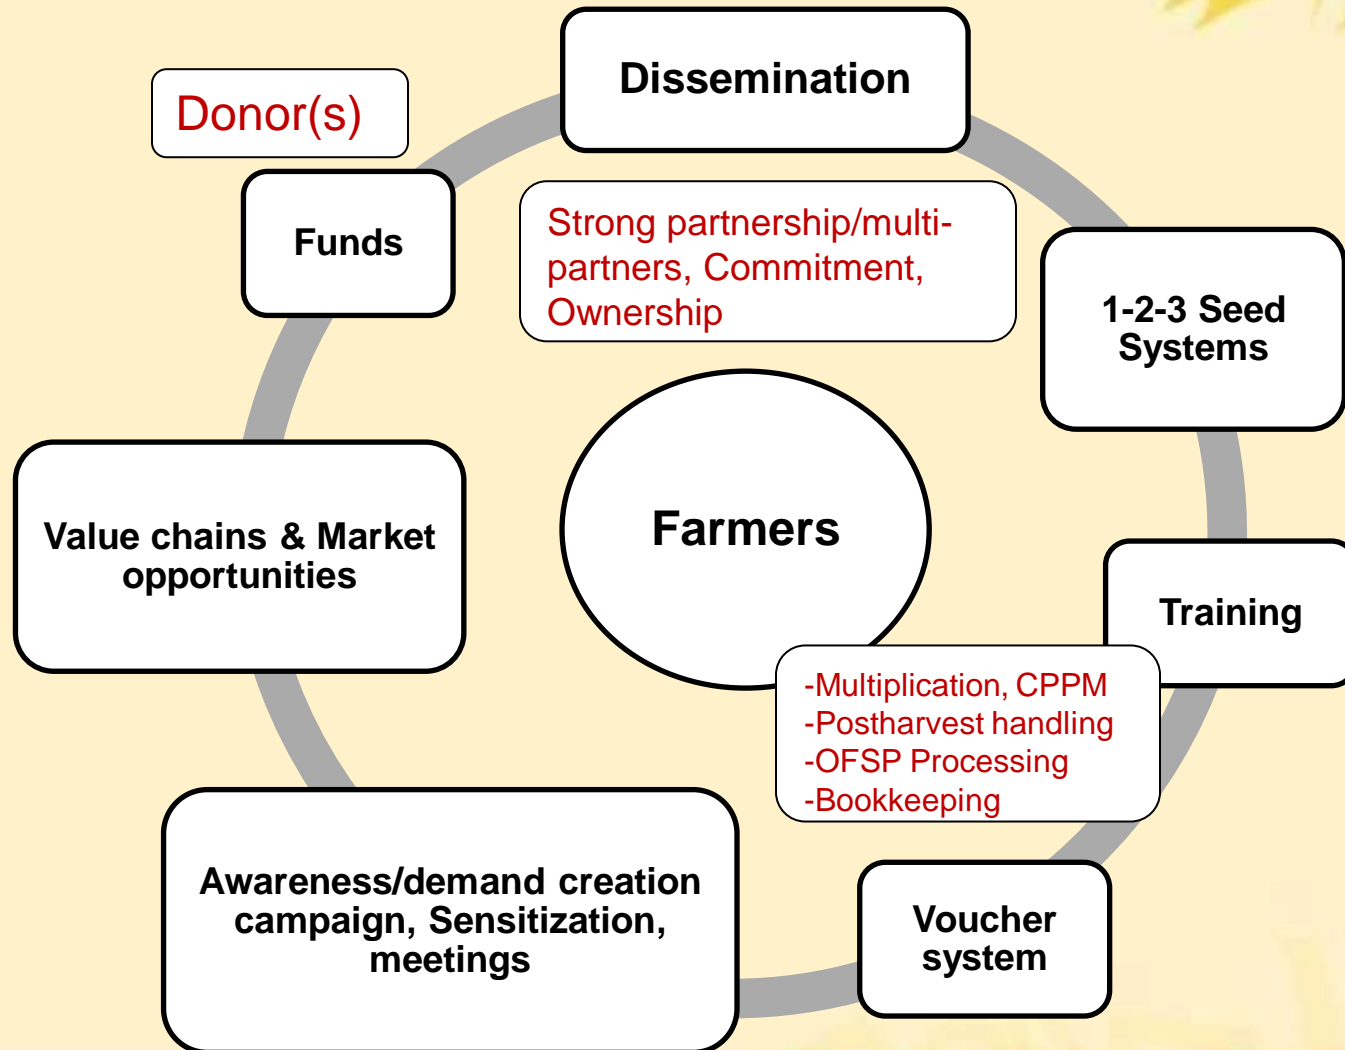 Dissemination
Donor(s)
Funds
Strong partnership/multi-
partners, Commitment,
Ownership
1-2-3 Seed
Systems
Farmers
Value chains & Market
opportunities
Training
-Multiplication, CPPM
-Postharvest handling
-OFSP Processing
-Bookkeeping
Awareness/demand creation
campaign, Sensitization,
meetings
Voucher
system